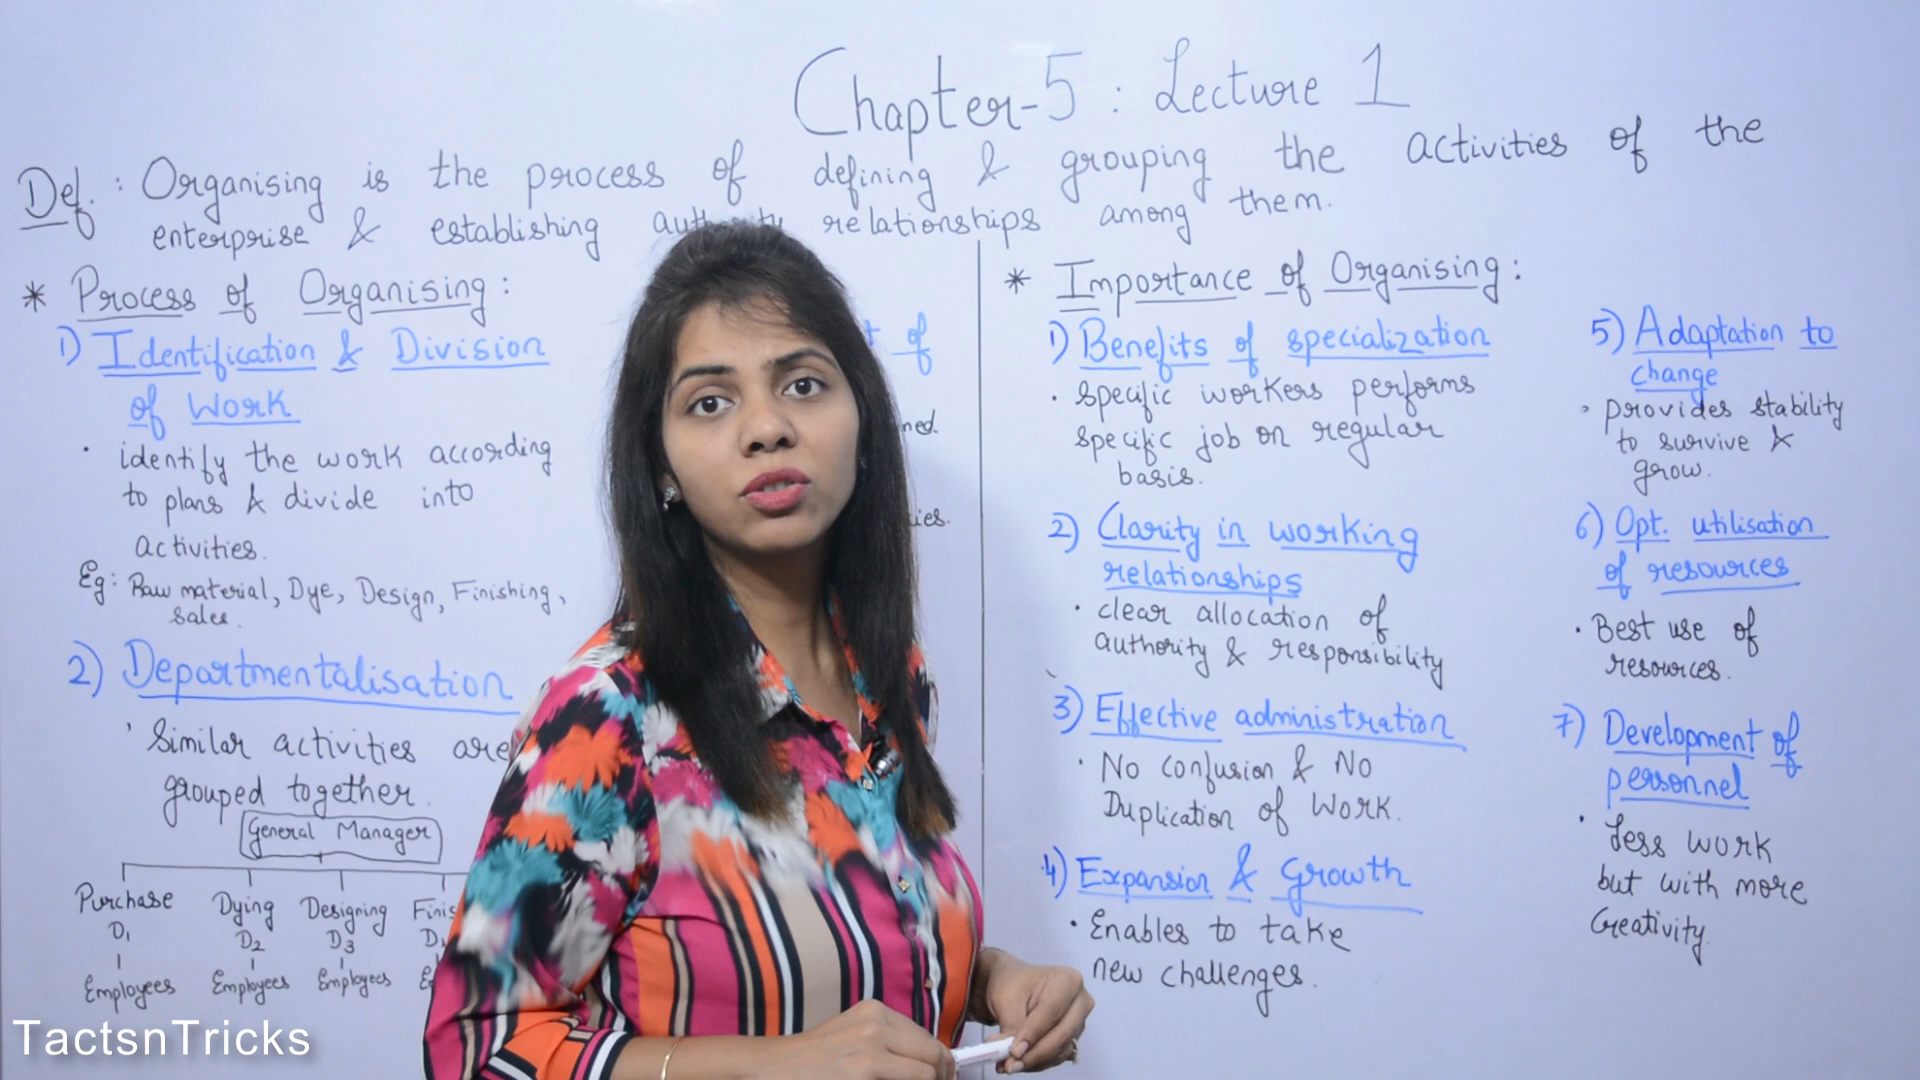 Chapter-5 : Lecture 1
Def. : Organising is the process of defining & grouping the activities of the
enterprise & establishing authority relationships among them.
* Process of Organising :
1) Identification & Division
of Work
· identify the work according
to plans & divide into
activities.
Eg: Raw material, Dye, Design, Finishing,
sales.
2) Departmentalisation
· Similar activities are
grouped together.
General Manager
Purchase Dying Designing
D1 D2 D3
Employees Employees Employees
of
* Importance of Organising :
1) Benefits of specialization
· specific workers performs
specific job on regular
basis.
2) Clarity in working
relationships
· clear allocation of
authority & responsibility
3) Effective administration
· No confusion & No
Duplication of Work.
4) Expansion & Growth
· Enables to take
new challenges.
5) Adaptation to
change
· provides stability
to survive &
grow.
6) Opt. utilisation
of resources
· Best use of
resources.
7) Development of
personnel
· Less work
but with more
Creativity.
TactsnTricks